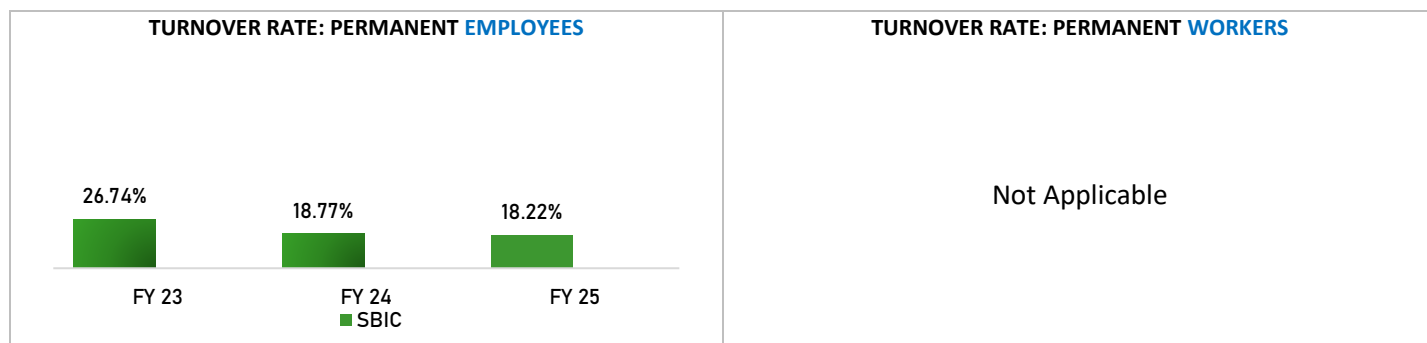 TURNOVER RATE: PERMANENT EMPLOYEES
26.74%
18.77%
18.22%
FY 23
FY 24
FY 25
SBIC
TURNOVER RATE: PERMANENT WORKERS
Not Applicable